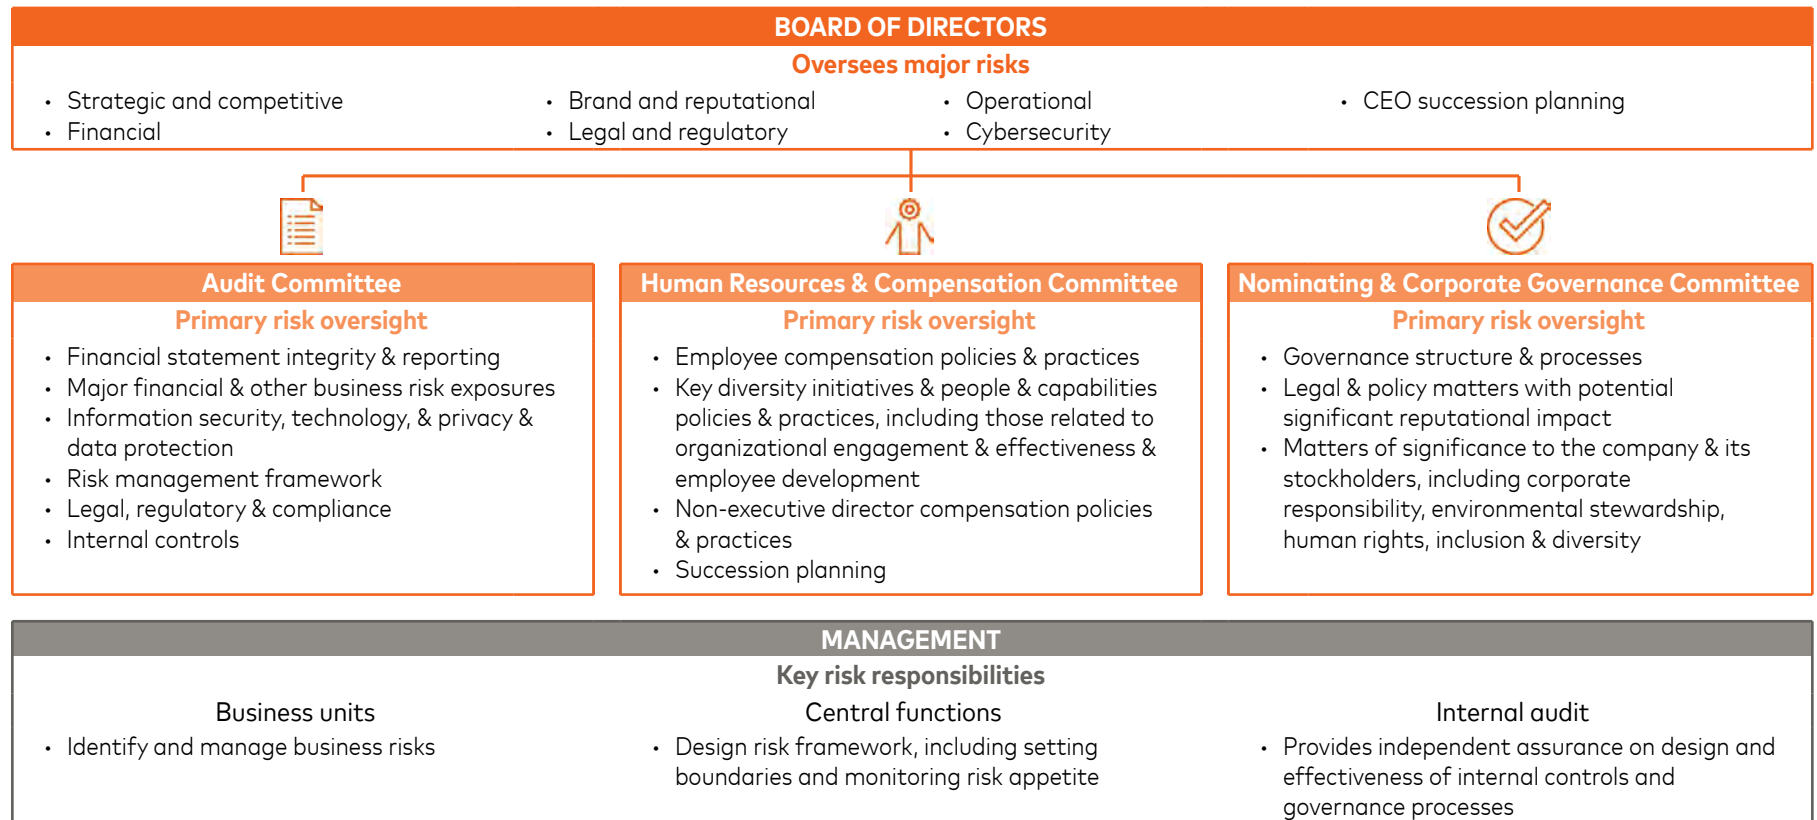 BOARD OF DIRECTORS
Oversees major risks
• Strategic and competitive
• Financial
• Brand and reputational
• Legal and regulatory
• Operational
• Cybersecurity
• CEO succession planning
Audit Committee
Primary risk oversight
• Financial statement integrity & reporting
• Major financial & other business risk exposures
• Information security, technology, & privacy &
data protection
• Risk management framework
• Legal, regulatory & compliance
• Internal controls
Human Resources & Compensation Committee
Primary risk oversight
• Employee compensation policies & practices
• Key diversity initiatives & people & capabilities
policies & practices, including those related to
organizational engagement & effectiveness &
employee development
• Non-executive director compensation policies
& practices
• Succession planning
Nominating & Corporate Governance Committee
Primary risk oversight
• Governance structure & processes
• Legal & policy matters with potential
significant reputational impact
• Matters of significance to the company & its
stockholders, including corporate
responsibility, environmental stewardship,
human rights, inclusion & diversity
MANAGEMENT
Key risk responsibilities
Business units
• Identify and manage business risks
Central functions
• Design risk framework, including setting
boundaries and monitoring risk appetite
Internal audit
• Provides independent assurance on design and
effectiveness of internal controls and
governance processes